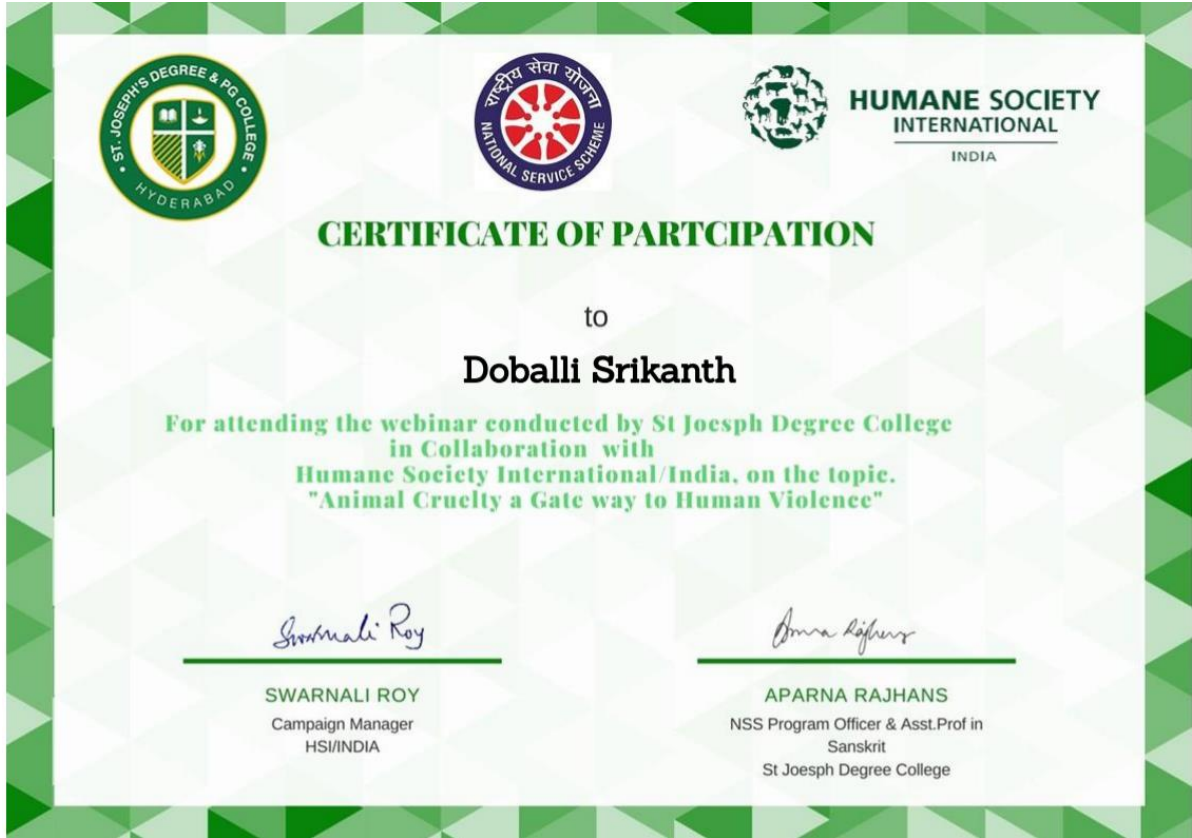 ST. JOSEPH'S DEGREE & PG COLLEGE
HYDERABAD
राष्ट्रीय सेवा योजना
NATIONAL SERVICE SCHEME
HUMANE SOCIETY
INTERNATIONAL
INDIA
CERTIFICATE OF PARTCIPATION
to
Doballi Srikanth
For attending the webinar conducted by St Joesph Degree College
in Collaboration with
Humane Society International/India, on the topic.
"Animal Cruelty a Gate way to Human Violence"
Swarnali Roy
SWARNALI ROY
Campaign Manager
HSI/INDIA
APARNA RAJHANS
NSS Program Officer & Asst.Prof in
Sanskrit
St Joesph Degree College